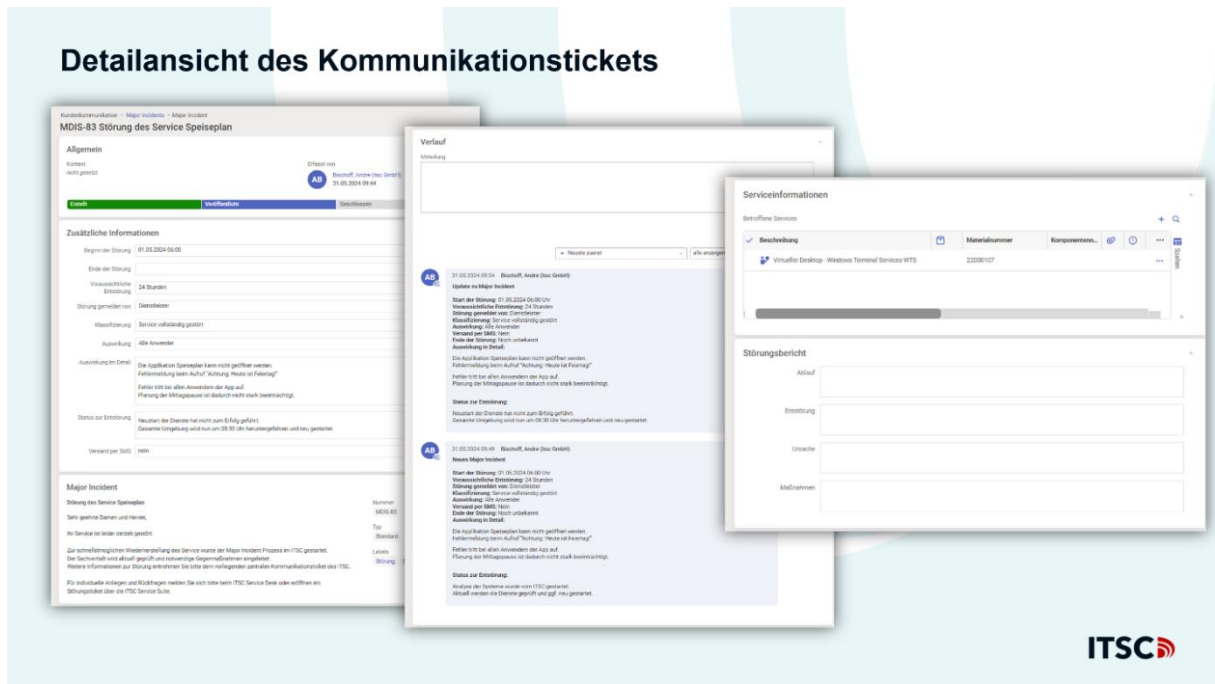 Detailansicht des Kommunikationstickets
Kundenkommunikation · Major Incidents · Major Incident
MDIS-83 Störung des Service Speiseplan
Allgemein
Kontext
nicht gesetzt
Erfasst von
AB
Bischoff, Andre (itsc GmbH)
31.05.2024 09:44
Erstellt
Veröffentlicht
Geschlossen
Zusätzliche Informationen
Beginn der Störung 01.05.2024 06:00
Ende der Störung
Voraussichtliche Entstörung 24 Stunden
Störung gemeldet von Dienstleister
Klassifizierung Service vollständig gestört
Auswirkung Alle Anwender
Auswirkung im Detail
Die Applikation Speiseplan kann nicht geöffnet werden.
Fehlermeldung beim Aufruf "Achtung: Heute ist Feiertag!"
Fehler tritt bei allen Anwendern der App auf.
Planung der Mittagspause ist dadurch nicht stark beeinträchtigt.
Status zur Entstörung
Neustart der Dienste hat nicht zum Erfolg geführt.
Gesamte Umgebung wird nun um 08:30 Uhr heruntergefahren und neu gestartet
Versand per SMS Nein
Major Incident
Störung des Service Speiseplan
Sehr geehrte Damen und Herren,
Ihr Service ist leider derzeit gestört.
Zur schnellstmöglichen Wiederherstellung des Service wurde der Major Incident Prozess im ITSC gestartet.
Der Sachverhalt wird aktuell geprüft und notwendige Gegenmaßnahmen eingeleitet.
Weitere Informationen zur Störung entnehmen Sie bitte dem vorliegenden zentralen Kommunikationsticket des ITSC.
Für individuelle Anliegen und Rückfragen melden Sie sich bitte beim ITSC Service Desk oder eröffnen ein
Störungsticket über die ITSC Service Suite.
Nummer
MDIS-83
Typ
Standard
Labels
Störung
Verlauf
Mitteilung
Neuste zuerst
alle anzeigen
AB
31.05.2024 09:54 Bischoff, Andre (itsc GmbH)
Update zu Major Incident
Start der Störung: 01.05.2024 06:00 Uhr
Voraussichtliche Entstörung: 24 Stunden
Störung gemeldet von: Dienstleister
Klassifizierung: Service vollständig gestört
Auswirkung: Alle Anwender
Versand per SMS: Nein
Ende der Störung: Noch unbekannt
Auswirkung in Detail:
Die Applikation Speiseplan kann nicht geöffnet werden.
Fehlermeldung beim Aufruf "Achtung: Heute ist Feiertag!"
Fehler tritt bei allen Anwendern der App auf.
Planung der Mittagspause ist dadurch nicht stark beeinträchtigt.
Status zur Entstörung:
Neustart der Dienste hat nicht zum Erfolg geführt.
Gesamte Umgebung wird nun um 08:30 Uhr heruntergefahren und neu gestartet.
AB
31.05.2024 09:49 Bischoff, Andre (itsc GmbH)
Neues Major Incident
Start der Störung: 01.05.2024 06:00 Uhr
Voraussichtliche Entstörung: 24 Stunden
Störung gemeldet von: Dienstleister
Klassifizierung: Service vollständig gestört
Auswirkung: Alle Anwender
Versand per SMS: Nein
Ende der Störung: Noch unbekannt
Auswirkung in Detail:
Die Applikation Speiseplan kann nicht geöffnet werden.
Fehlermeldung beim Aufruf "Achtung: Heute ist Feiertag!"
Fehler tritt bei allen Anwendern der App auf.
Planung der Mittagspause ist dadurch nicht stark beeinträchtigt.
Status zur Entstörung:
Analyse der Systeme wurde vom ITSC gestartet.
Aktuell werden die Dienste geprüft und ggf. neu gestartet.
Serviceinformationen
Betroffene Services
Beschreibung
Materialnummer
Komponentenn...
Spalten
Virtueller Desktop - Windows Terminal Services WTS
22000107
Störungsbericht
Ablauf
Entstörung
Ursache
Maßnahmen
ITSC